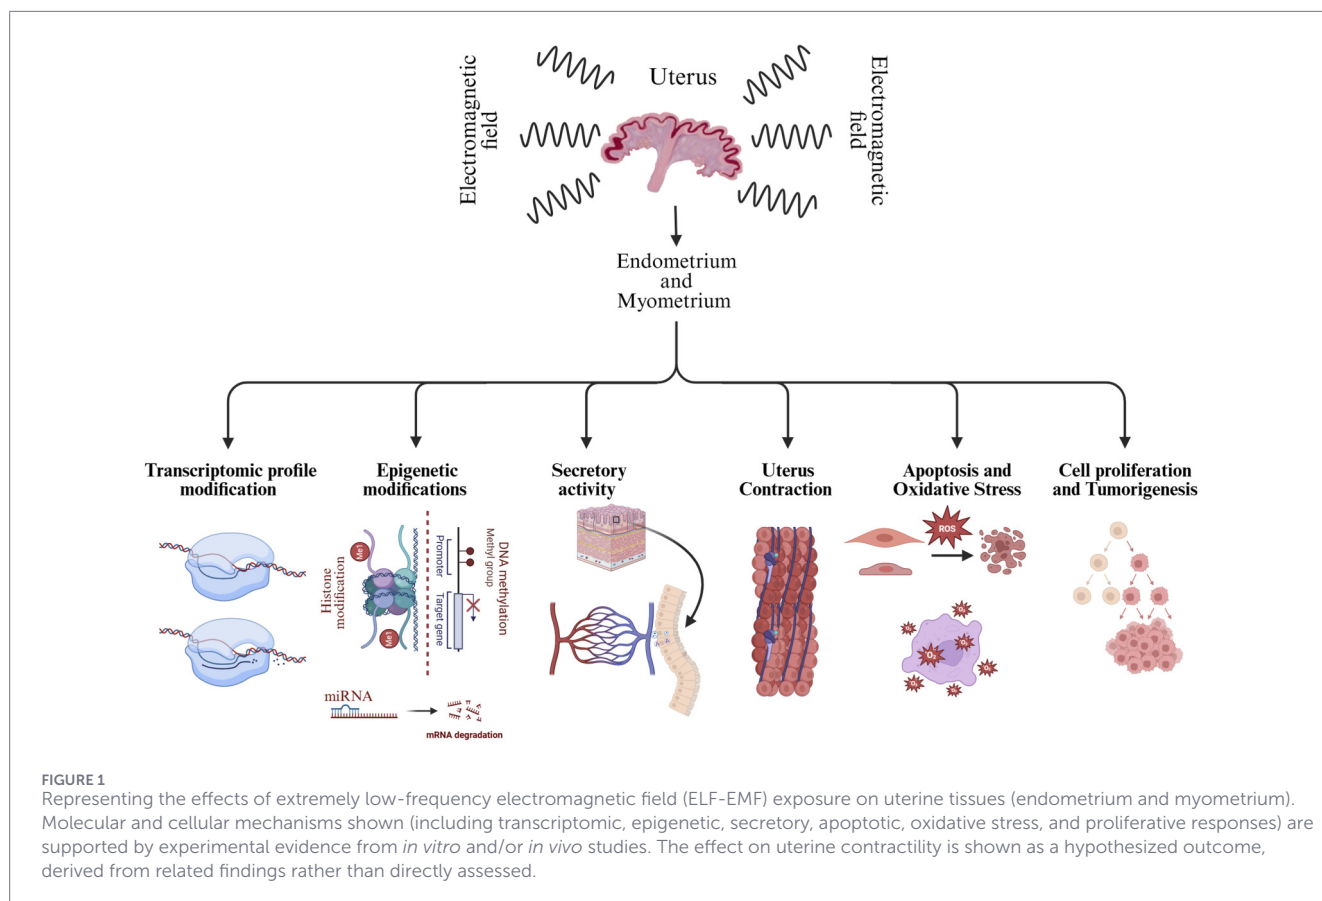 Uterus
Electromagnetic
field
Electromagnetic
field
Endometrium
and
Myometrium
Transcriptomic profile
modification
Epigenetic
modifications
Secretory
activity
Uterus
Contraction
Apoptosis and
Oxidative Stress
Cell proliferation
and Tumorigenesis
Me1
Me1
Histone
modification
Promoter
Target gene
Methyl group
DNA methylation
miRNA
mRNA degradation
ROS
O₂
FIGURE 1
Representing the effects of extremely low-frequency electromagnetic field (ELF-EMF) exposure on uterine tissues (endometrium and myometrium).
Molecular and cellular mechanisms shown (including transcriptomic, epigenetic, secretory, apoptotic, oxidative stress, and proliferative responses) are
supported by experimental evidence from in vitro and/or in vivo studies. The effect on uterine contractility is shown as a hypothesized outcome,
derived from related findings rather than directly assessed.